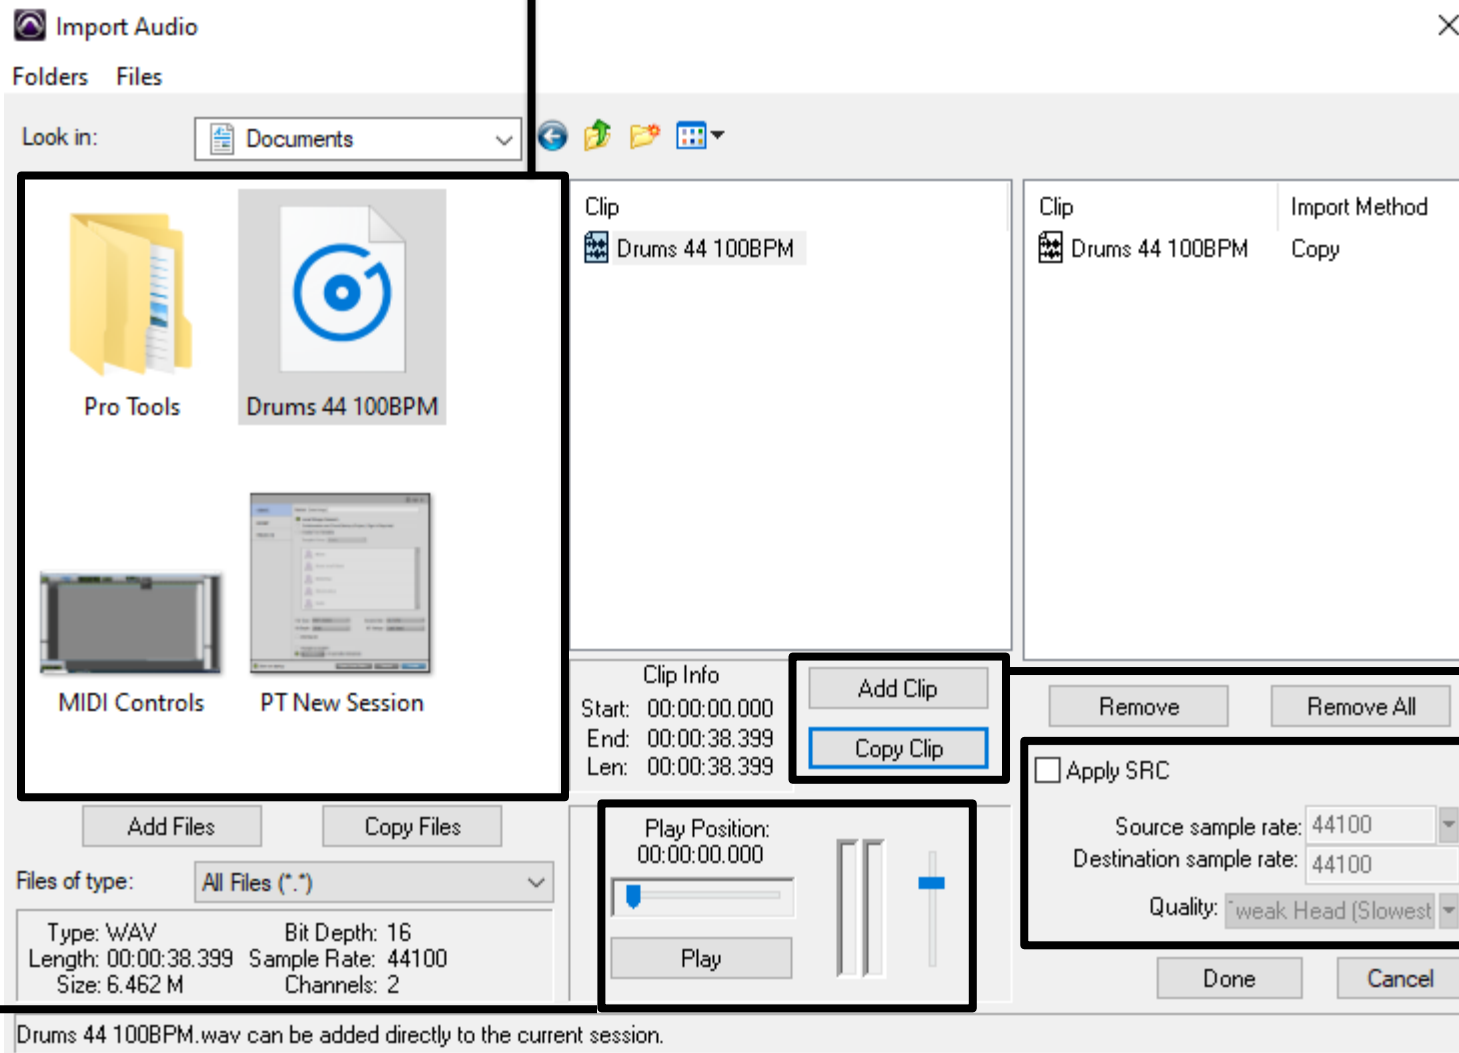 Import Audio
Folders Files
Look in: Documents
Pro Tools
Drums 44 100BPM
MIDI Controls
PT New Session
Clip
Drums 44 100BPM
Clip Import Method
Drums 44 100BPM Copy
Clip Info
Start: 00:00:00.000
End: 00:00:38.399
Len: 00:00:38.399
Add Clip
Copy Clip
Remove Remove All
Add Files Copy Files
Files of type: All Files (*.*)
Type: WAV Bit Depth: 16
Length: 00:00:38.399 Sample Rate: 44100
Size: 6.462 M Channels: 2
Play Position:
00:00:00.000
Play
Apply SRC
Source sample rate: 44100
Destination sample rate: 44100
Quality: weak Head (Slowest
Done Cancel
Drums 44 100BPM.wav can be added directly to the current session.